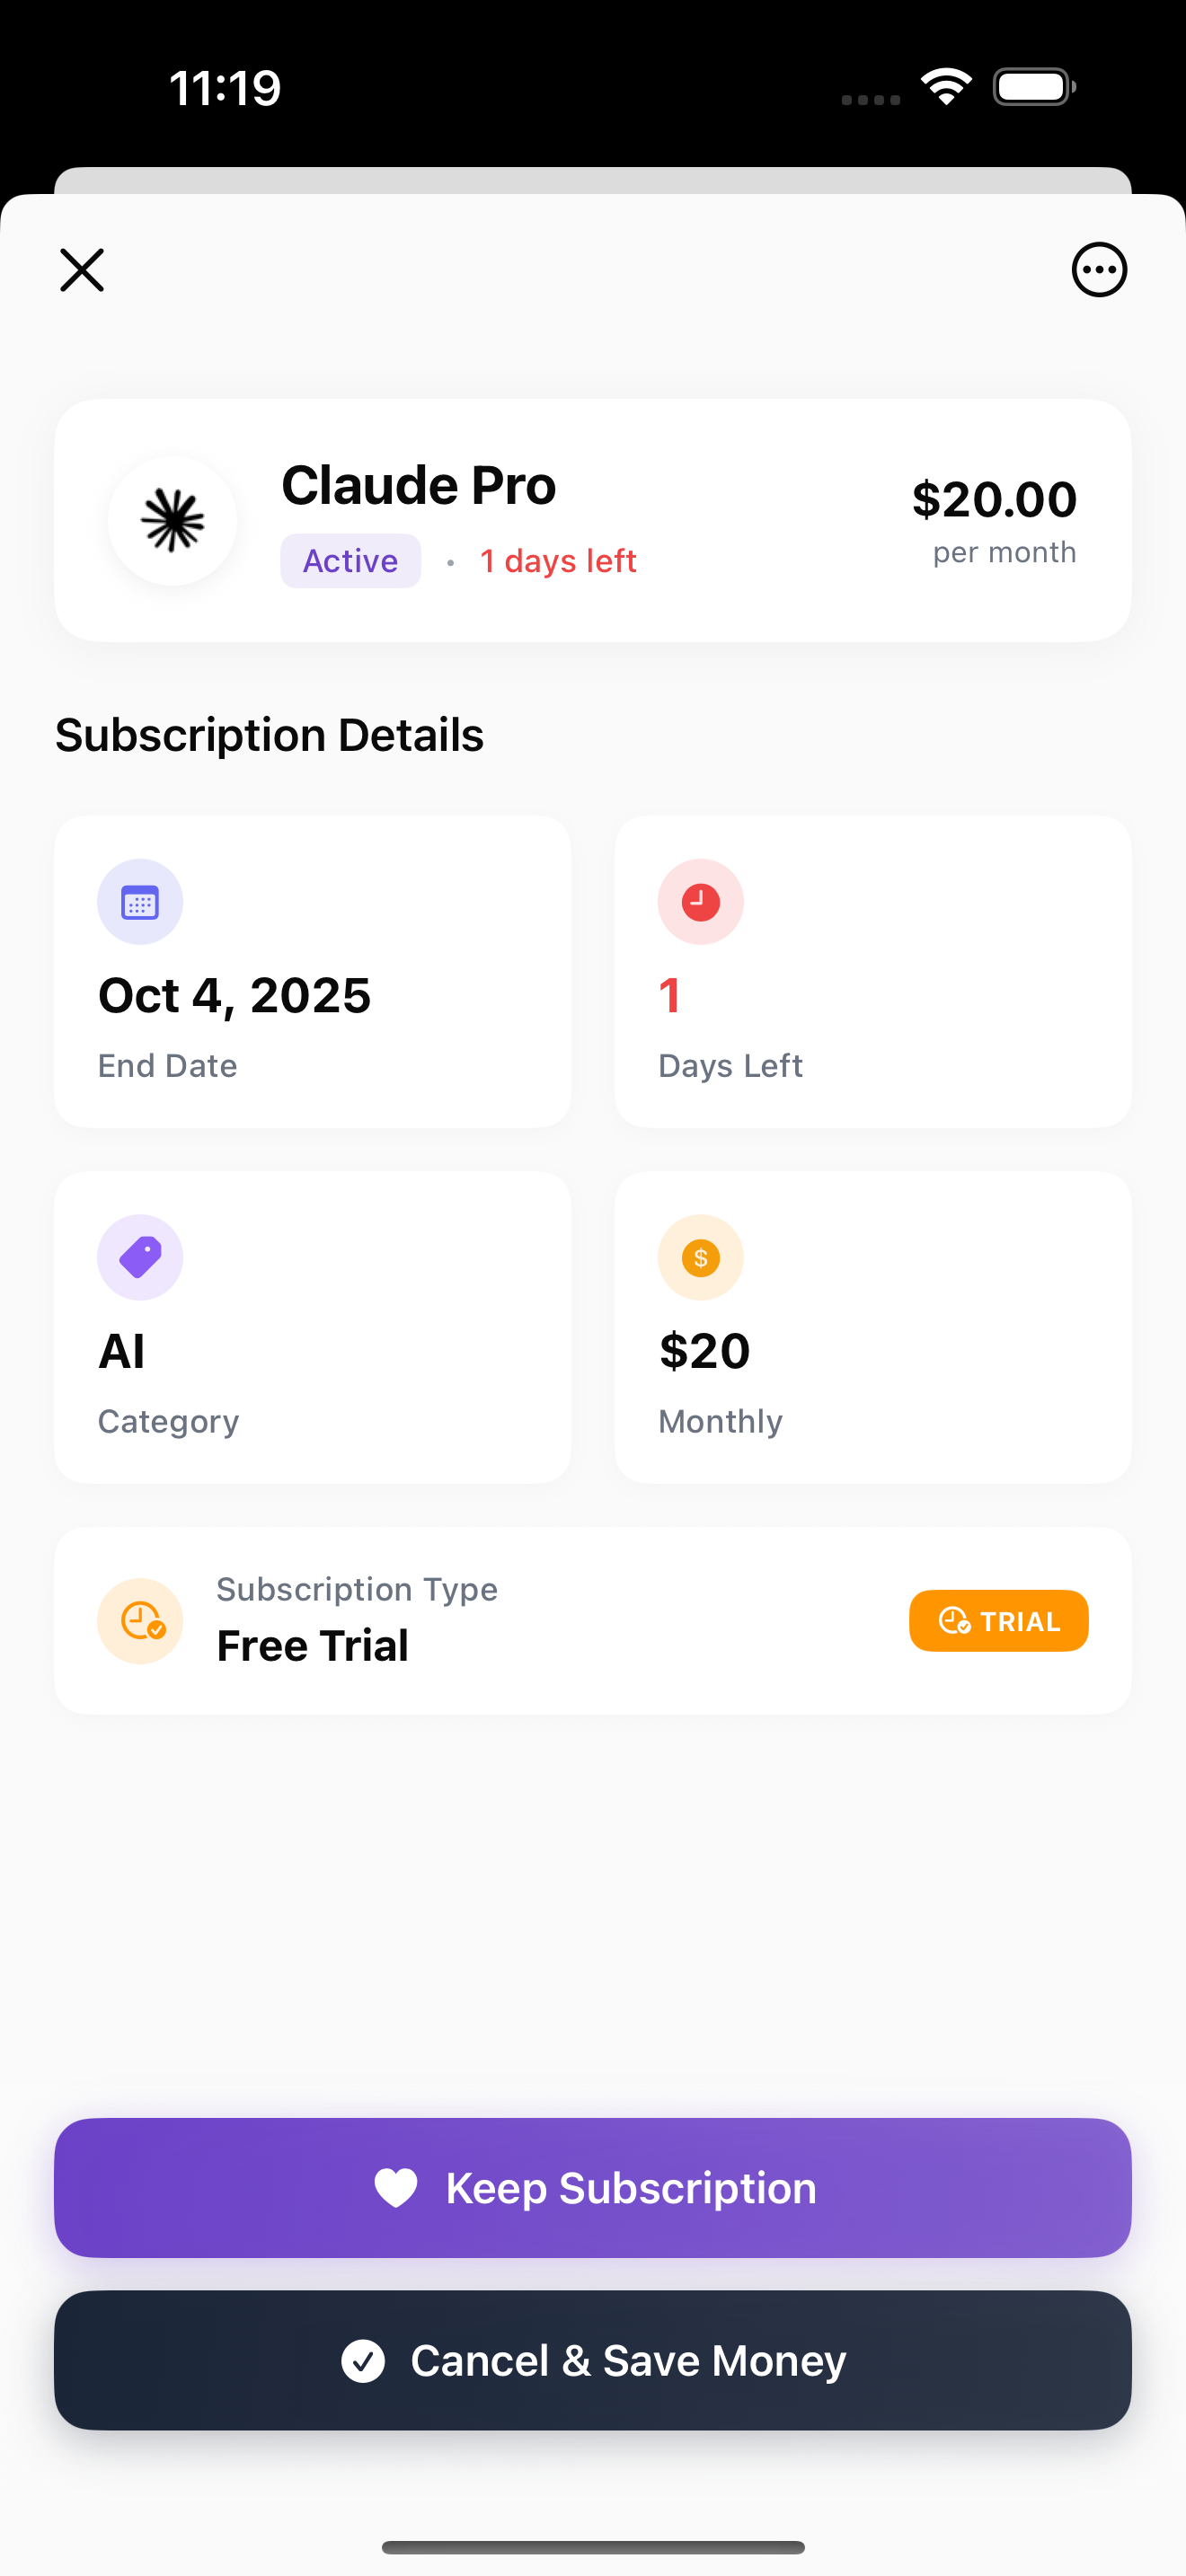 11:19
Claude Pro
Active • 1 days left
$20.00
per month
Subscription Details
Oct 4, 2025
End Date
1
Days Left
AI
Category
$
$20
Monthly
Subscription Type
Free Trial
TRIAL
Keep Subscription
Cancel & Save Money